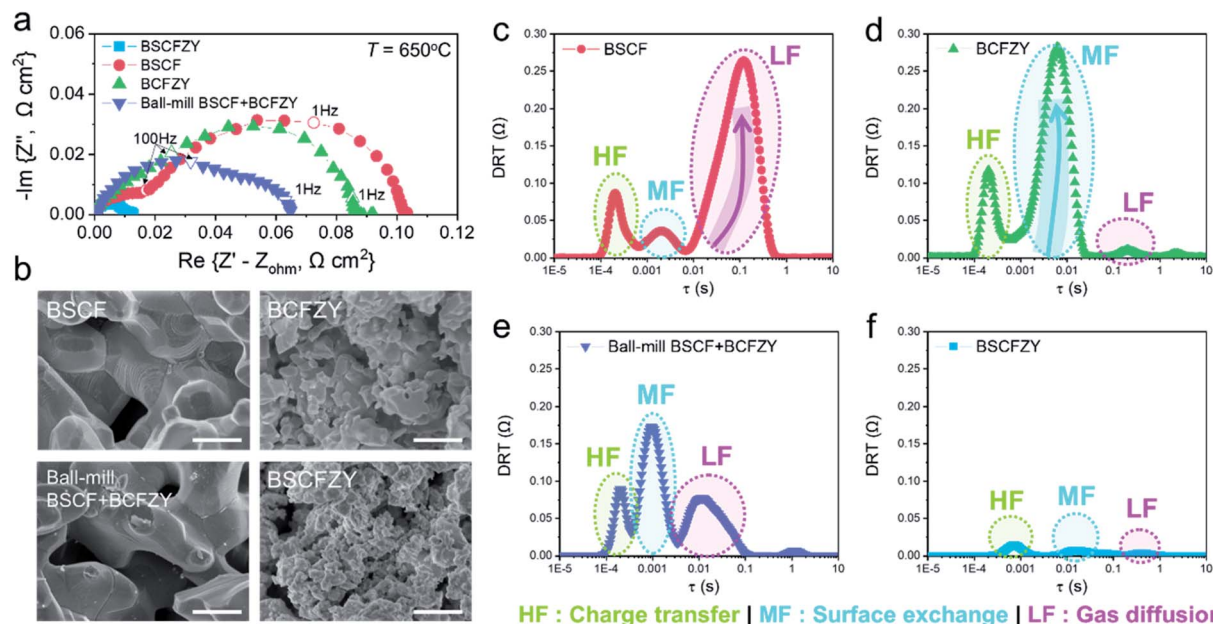 a
0.06
0.04
0.02
0.00
-Im {Z", Ω cm²}
BSCFZY
BSCF
BCFZY
Ball-mill BSCF+BCFZY
T = 650°C
100Hz
1Hz
1Hz
1Hz
0.00 0.02 0.04 0.06 0.08 0.10 0.12
Re {Z' - Zohm, Ω cm²}
b
BSCF
BCFZY
Ball-mill
BSCF+BCFZY
BSCFZY
c
0.30
0.25
0.20
0.15
0.10
0.05
0.00
DRT (Ω)
BSCF
HF
MF
LF
1E-5 1E-4 0.001 0.01 0.1 1 10
τ (s)
d
0.30
0.25
0.20
0.15
0.10
0.05
0.00
DRT (Ω)
BCFZY
HF
MF
LF
1E-5 1E-4 0.001 0.01 0.1 1 10
τ (s)
e
0.30
0.25
0.20
0.15
0.10
0.05
0.00
DRT (Ω)
Ball-mill BSCF+BCFZY
HF
MF
LF
1E-5 1E-4 0.001 0.01 0.1 1 10
τ (s)
f
0.30
0.25
0.20
0.15
0.10
0.05
0.00
DRT (Ω)
BSCFZY
HF
MF
LF
1E-5 1E-4 0.001 0.01 0.1 1 10
τ (s)
HF : Charge transfer | MF : Surface exchange | LF : Gas diffusion